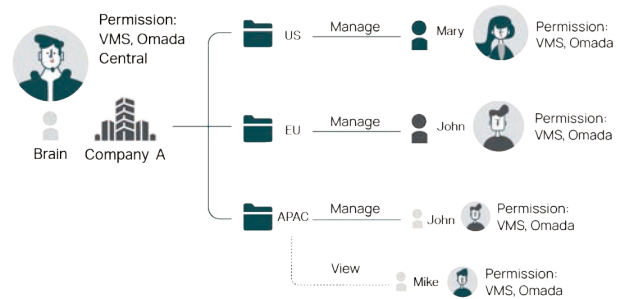 Permission:
VMS, Omada
Central
Brain
Company A
US
Manage
Mary
Permission:
VMS, Omada
EU
Manage
John
Permission:
VMS, Omada
APAC
Manage
John
Permission:
VMS, Omada
View
Mike
Permission:
VMS, Omada